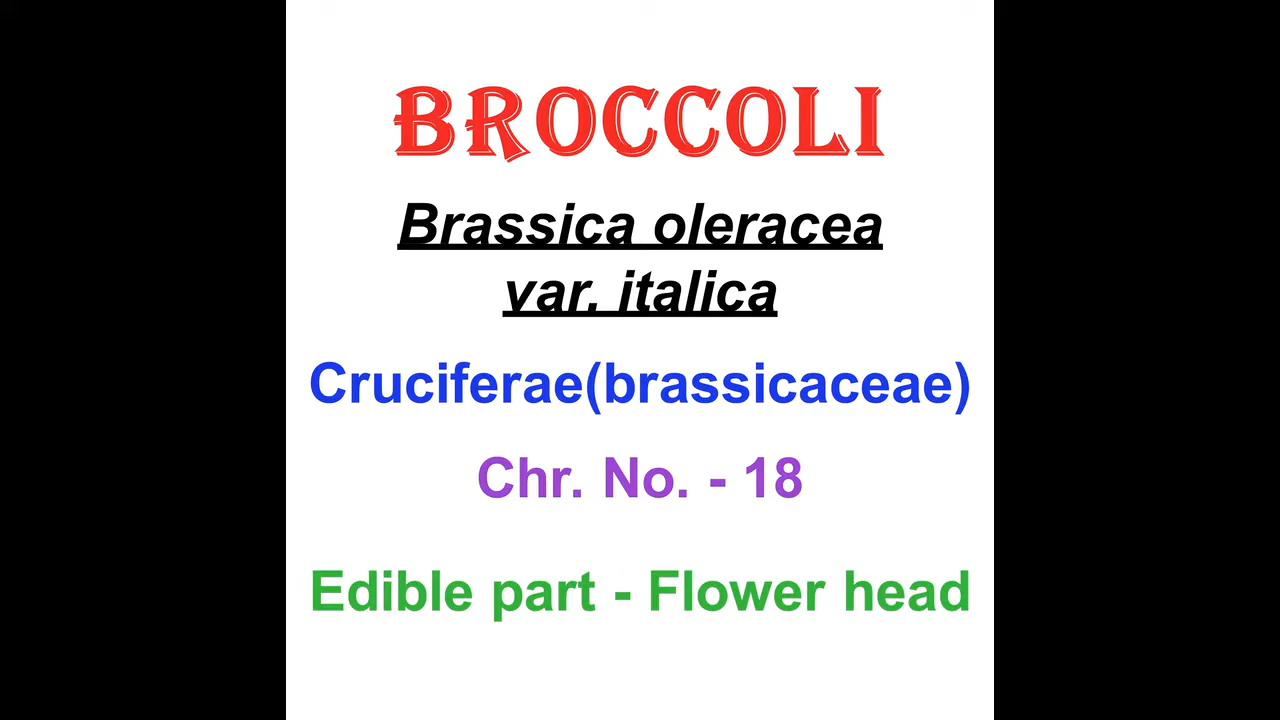 BROCCOLI
Brassica oleracea
var. italica
Cruciferae(brassicaceae)
Chr. No. - 18
Edible part - Flower head